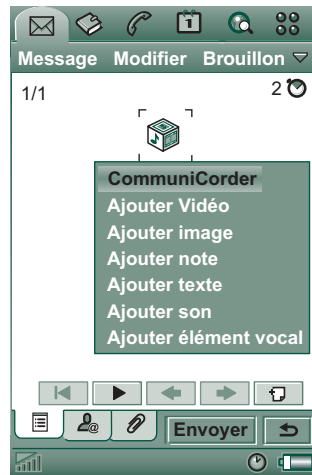 Message Modifier Brouillon
1/1 2
CommuniCorder
Ajouter Vidéo
Ajouter image
Ajouter note
Ajouter texte
Ajouter son
Ajouter élément vocal
Envoyer